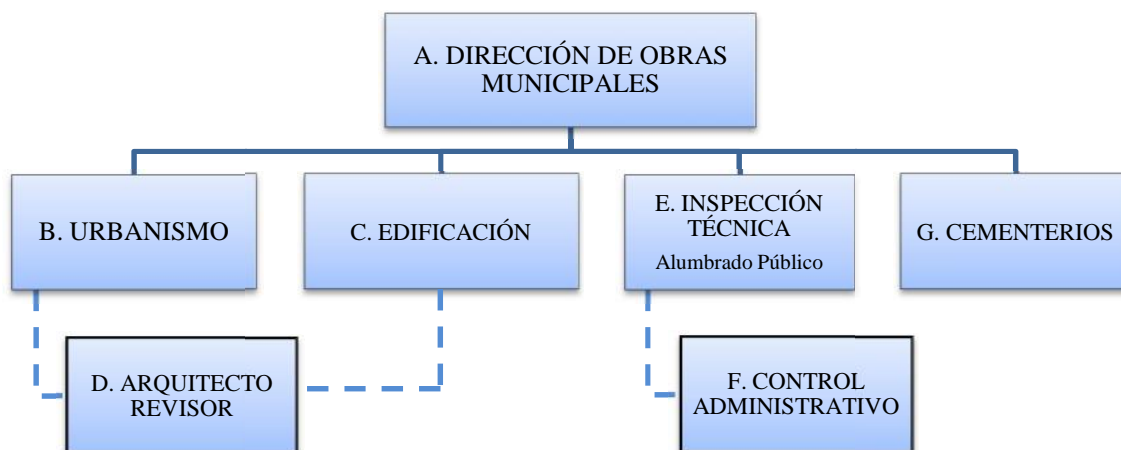 A. DIRECCIÓN DE OBRAS
MUNICIPALES
B. URBANISMO
C. EDIFICACIÓN
E. INSPECCIÓN
TÉCNICA
Alumbrado Público
G. CEMENTERIOS
D. ARQUITECTO
REVISOR
F. CONTROL
ADMINISTRATIVO